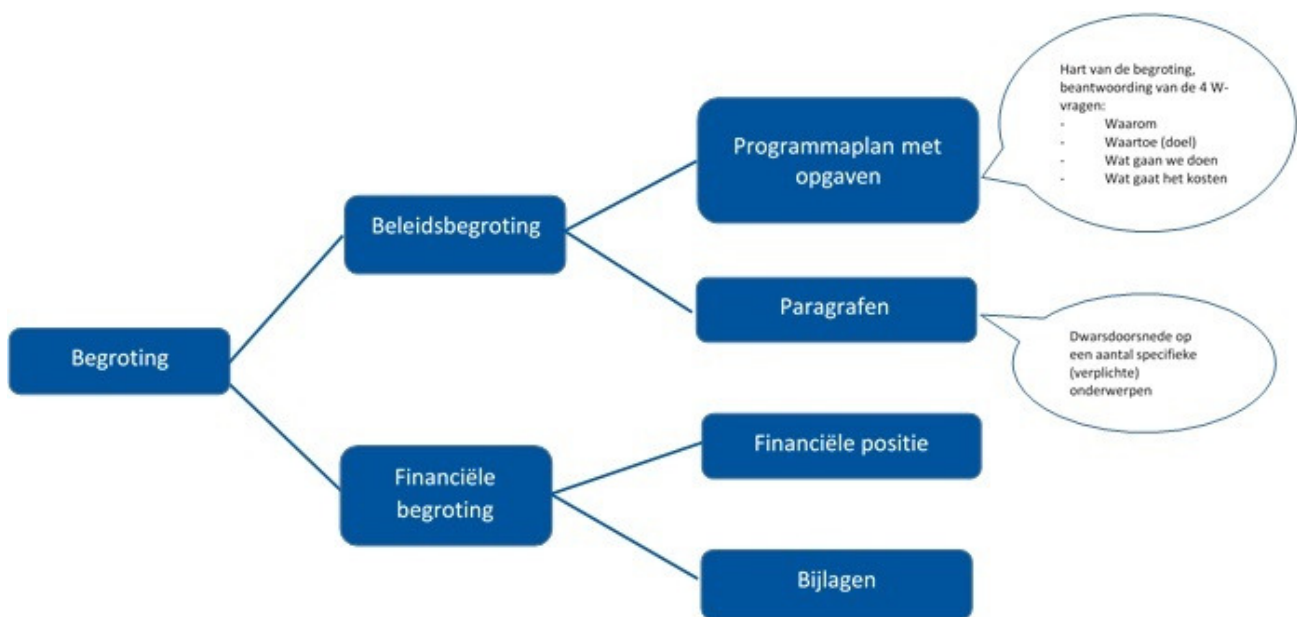 Hart van de begroting,
beantwoording van de 4 W-
vragen:
- Waarom
- Waartoe (doel)
- Wat gaan we doen
- Wat gaat het kosten
Programmaplan met
opgaven
Beleidsbegroting
Paragrafen
Dwarsdoorsnede op
een aantal specifieke
(verplichte)
onderwerpen
Begroting
Financiële positie
Financiële
begroting
Bijlagen